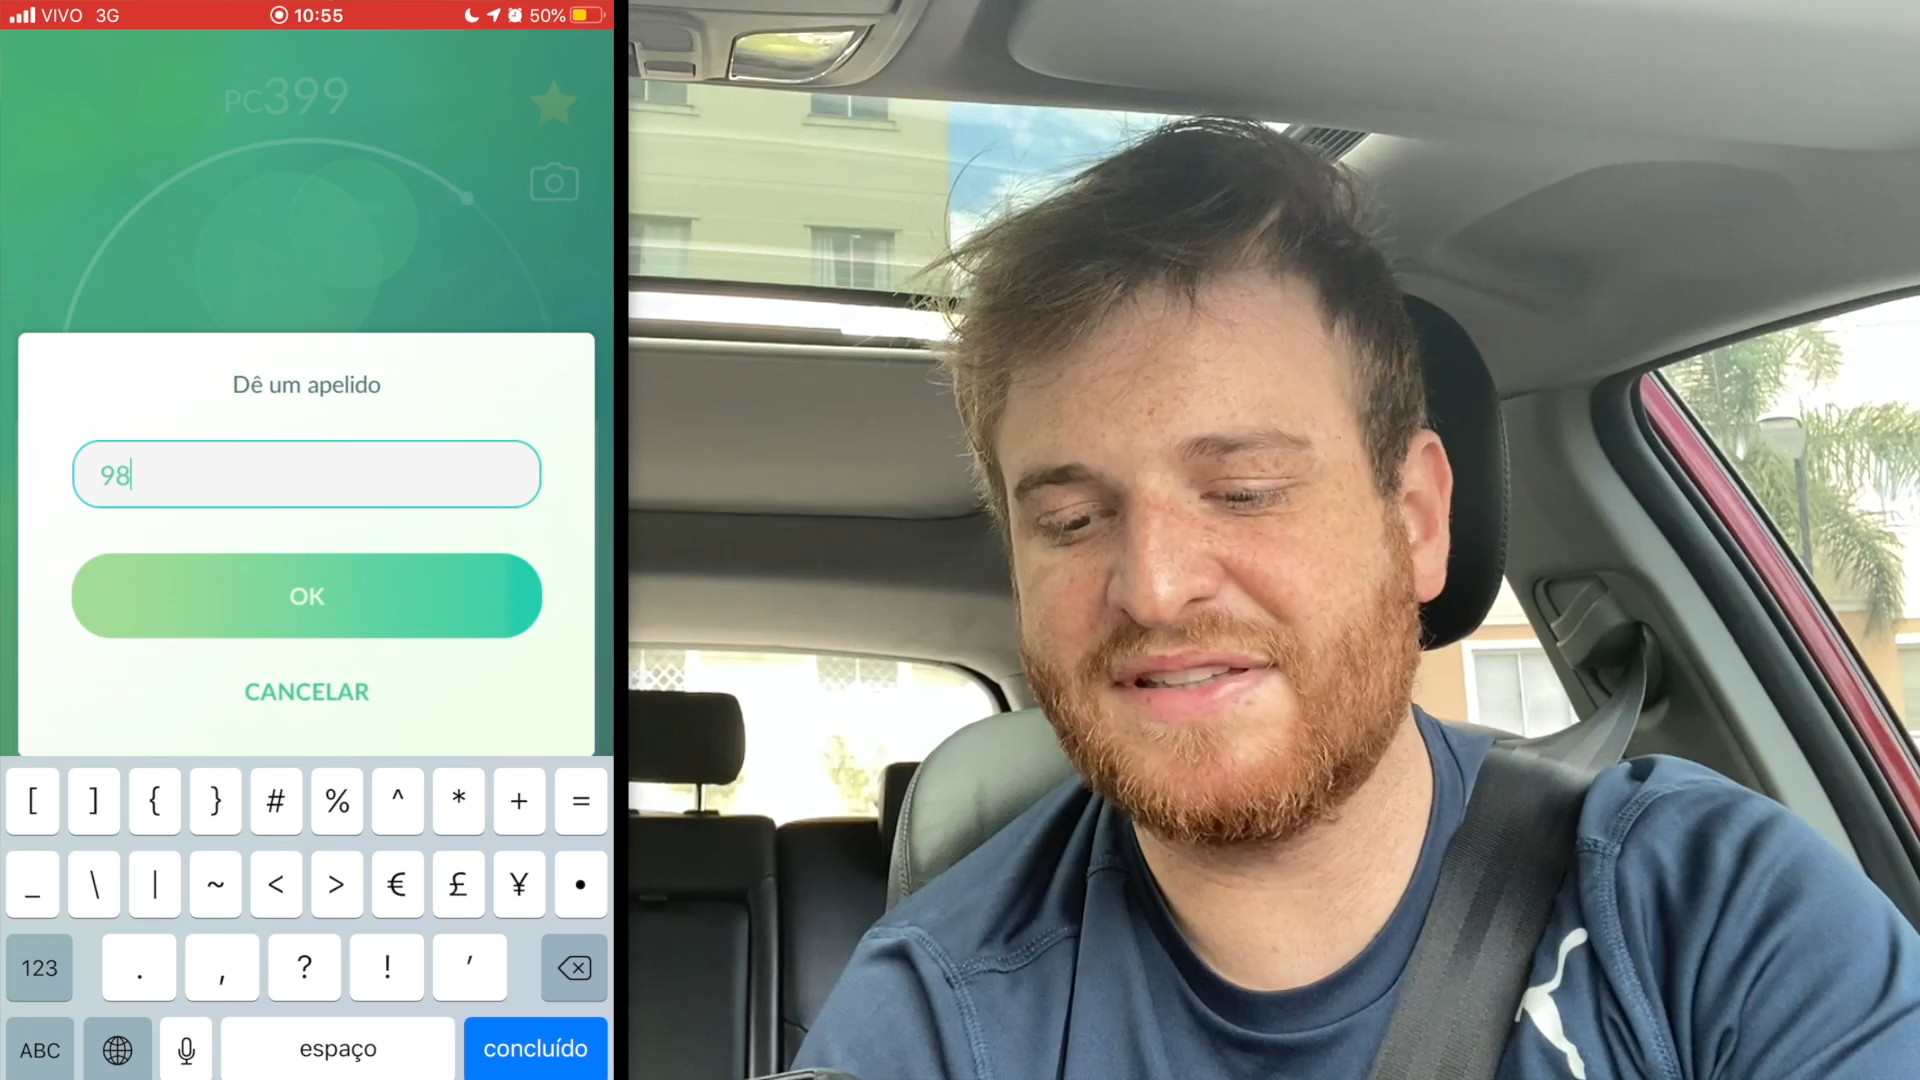 VIVO 3G 10:55 50%
PC399
Dê um apelido
98
OK
CANCELAR
[ ] { } # % ^ * + =
_ \ | ~ < > € £ ¥ •
123 . , ? ! ′
ABC espaço concluído